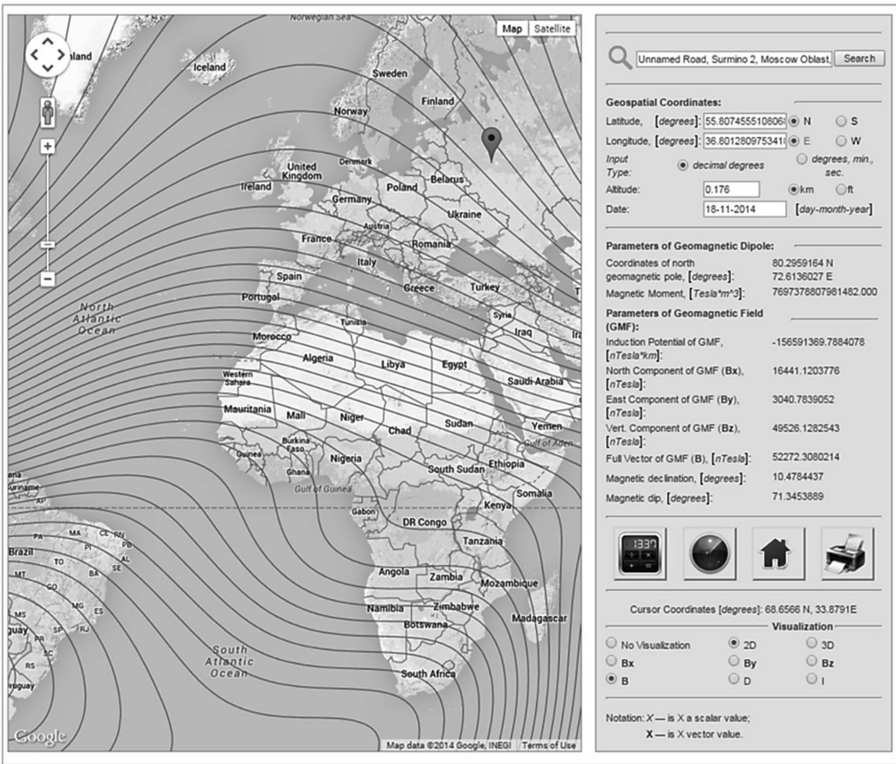 Norwegian Sea
Map
Satellite
Iceland
Sweden
Finland
Norway
United
Kingdom
Denmark
Ireland
Poland
Belarus
Germany
Ukraine
Austria
France
Romania
Italy
Spain
Portugal
Greece
Turkey
North
Atlantic
Ocean
Tunisia
Syria
Iraq
Morocco
Algeria
Libya
Egypt
Western
Sahara
Saudi Arabia
Mauritania
Mali
Niger
Chad
Sudan
Yemen
Gulf of Aden
Burkina
Faso
Guinea
Ghana
Nigeria
South Sudan
Ethiopia
Gulf of Guinea
Somalia
Kenya
Gabon
DR Congo
Tanzania
AP
PA
MA
CE
RN
PB
PI
Brazil
TO
AL
SE
BA
MT
GO
Angola
Zambia
Mozambique
MG
ES
MS
Namibia
Zimbabwe
Botswana
Madagascar
SP
RJ
PR
SC
RS
South
Atlantic
Ocean
South Africa
Google
Map data ©2014 Google, INEGI
Terms of Use
Unnamed Road, Surmino 2, Moscow Oblast,
Search
Geospatial Coordinates:
Latitude, [degrees]: N S
Longitude, [degrees]: E W
Input
Type:
decimal degrees
degrees, min.,
sec.
Altitude: 0.176 km ft
Date: 18-11-2014 [day-month-year]
Parameters of Geomagnetic Dipole:
Coordinates of north 80.2959164 N
geomagnetic pole, [degrees]: 72.6136027 E
Magnetic Moment, [Tesla*m^3]: 7697378807981482.000
Parameters of Geomagnetic Field
(GMF):
Induction Potential of GMF, -156591369.7884078
[nTesla*km]:
North Component of GMF (Bx), 16441.1203776
[nTesla]:
East Component of GMF (By), 3040.7839052
[nTesla]:
Vert. Component of GMF (Bz), 49526.1282543
[nTesla]:
Full Vector of GMF (B), [nTesla]: 52272.3080214
Magnetic declination, [degrees]: 10.4784437
Magnetic dip, [degrees]: 71.3453889
1337
Cursor Coordinates [degrees]: 68.6566 N, 33.8791E
Visualization
No Visualization 2D 3D
Bx By Bz
B D I
Notation: X — is X a scalar value;
X — is X vector value.